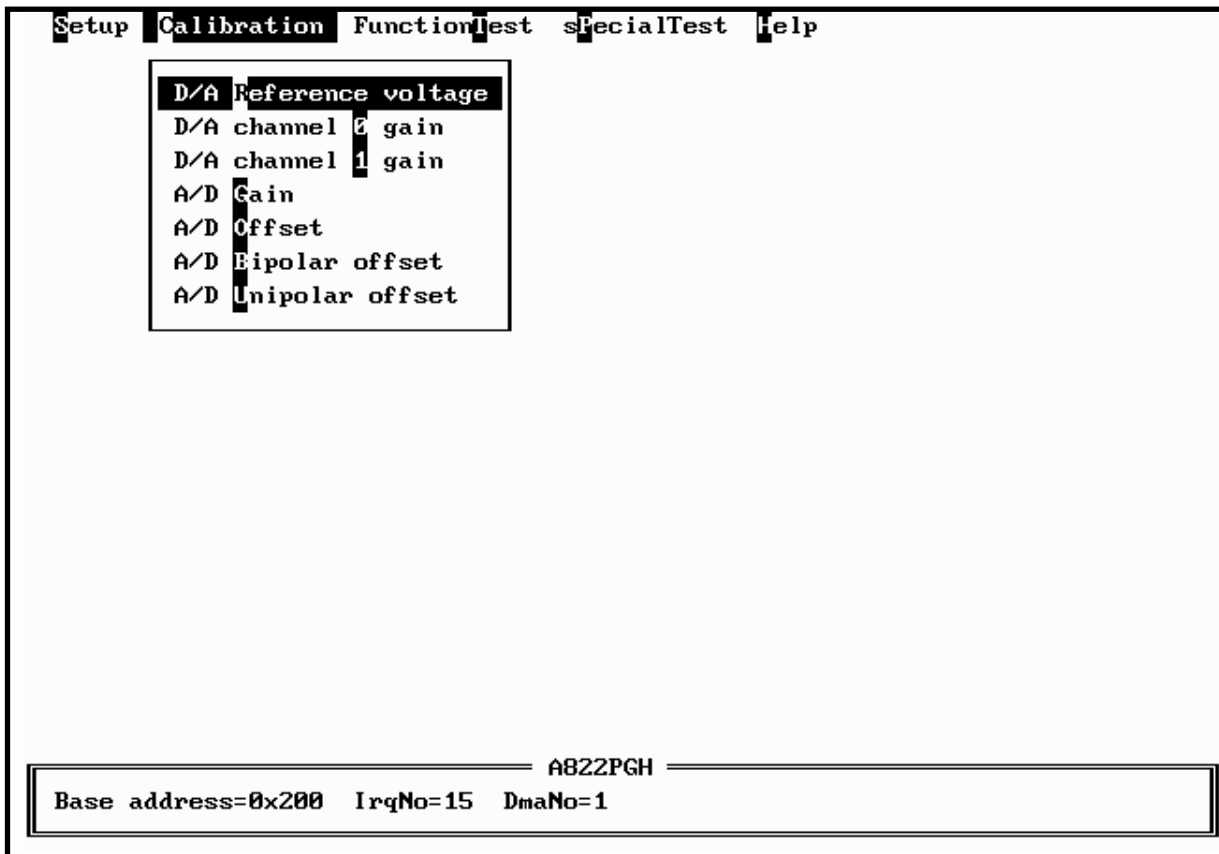 Setup Calibration FunctionTest sPecialTest Help
D/A Reference voltage
D/A channel 0 gain
D/A channel 1 gain
A/D Gain
A/D Offset
A/D Bipolar offset
A/D Unipolar offset
A822PGH
Base address=0x200 IrqNo=15 DmaNo=1